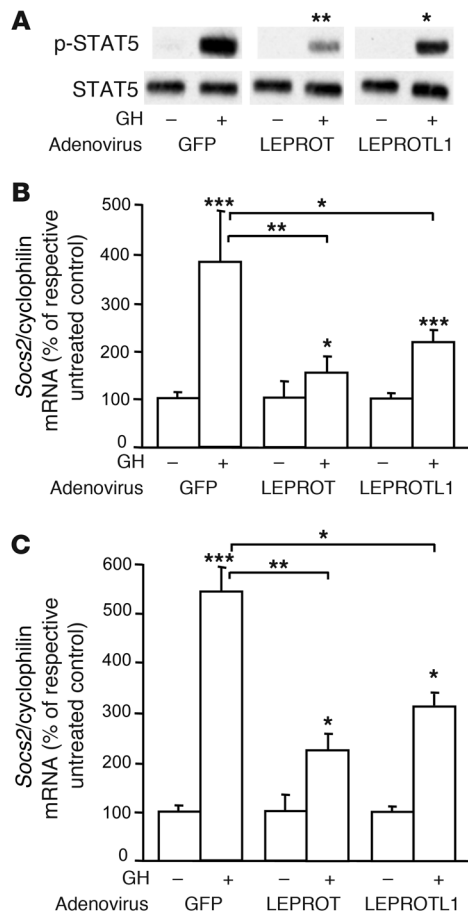 A
** *
p-STAT5
STAT5
GH – + – + – +
Adenovirus GFP LEPROT LEPROTL1
B
Socs2/cyclophilin
mRNA (% of respective
untreated control)
500
400
300
200
100
0
*** * ** * ***
GH – + – + – +
Adenovirus GFP LEPROT LEPROTL1
C
Socs2/cyclophilin
mRNA (% of respective
untreated control)
600
500
400
300
200
100
0
*** * ** * *
GH – + – + – +
Adenovirus GFP LEPROT LEPROTL1